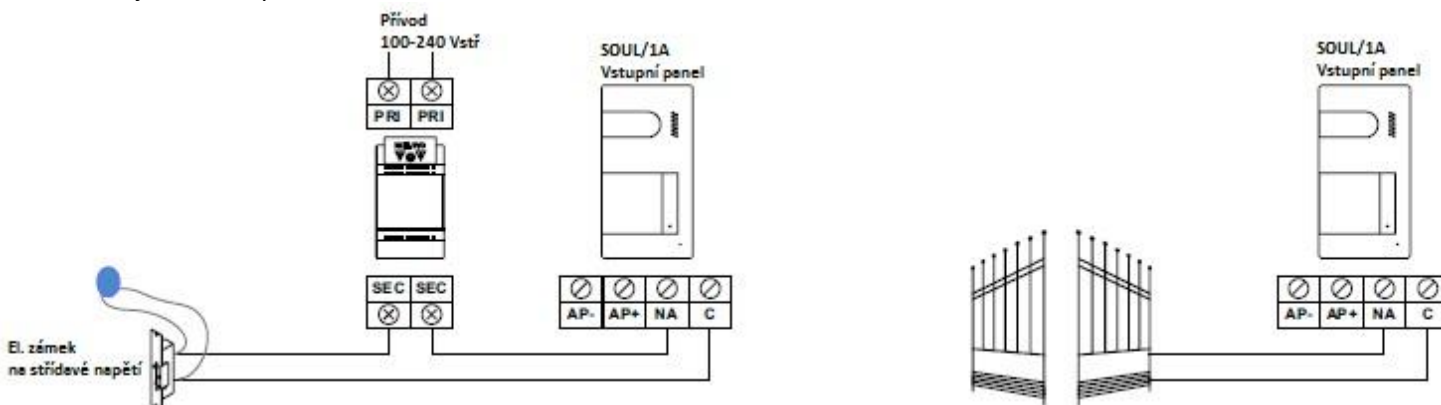 Přívod
100-240 Vstř
SOUL/1A
Vstupní panel
PRI PRI
SEC SEC
AP- AP+ NA C
El. zámek
na střídavé napětí
SOUL/1A
Vstupní panel
AP- AP+ NA C